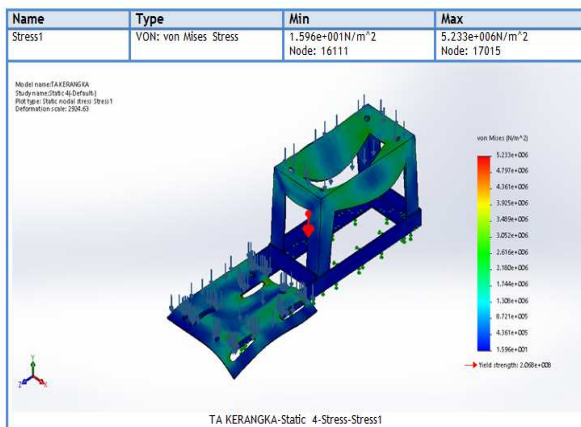 Name Type Min Max
Stress1 VON: von Mises Stress 1.596e+001N/m^2 5.233e+006N/m^2
Node: 16111 Node: 17015
Model name:TA KERANGKA
Study name:Static 4(-Default-)
Plot type: Static nodal stress Stress1
Deformation scale: 2924.63
von Mises (N/m^2)
5.233e+006
4.797e+006
4.361e+006
3.925e+006
3.489e+006
3.052e+006
2.616e+006
2.180e+006
1.744e+006
1.308e+006
8.721e+005
4.361e+005
1.596e+001
Yield strength: 2.068e+008
Y
Z X
TA KERANGKA-Static 4-Stress-Stress1